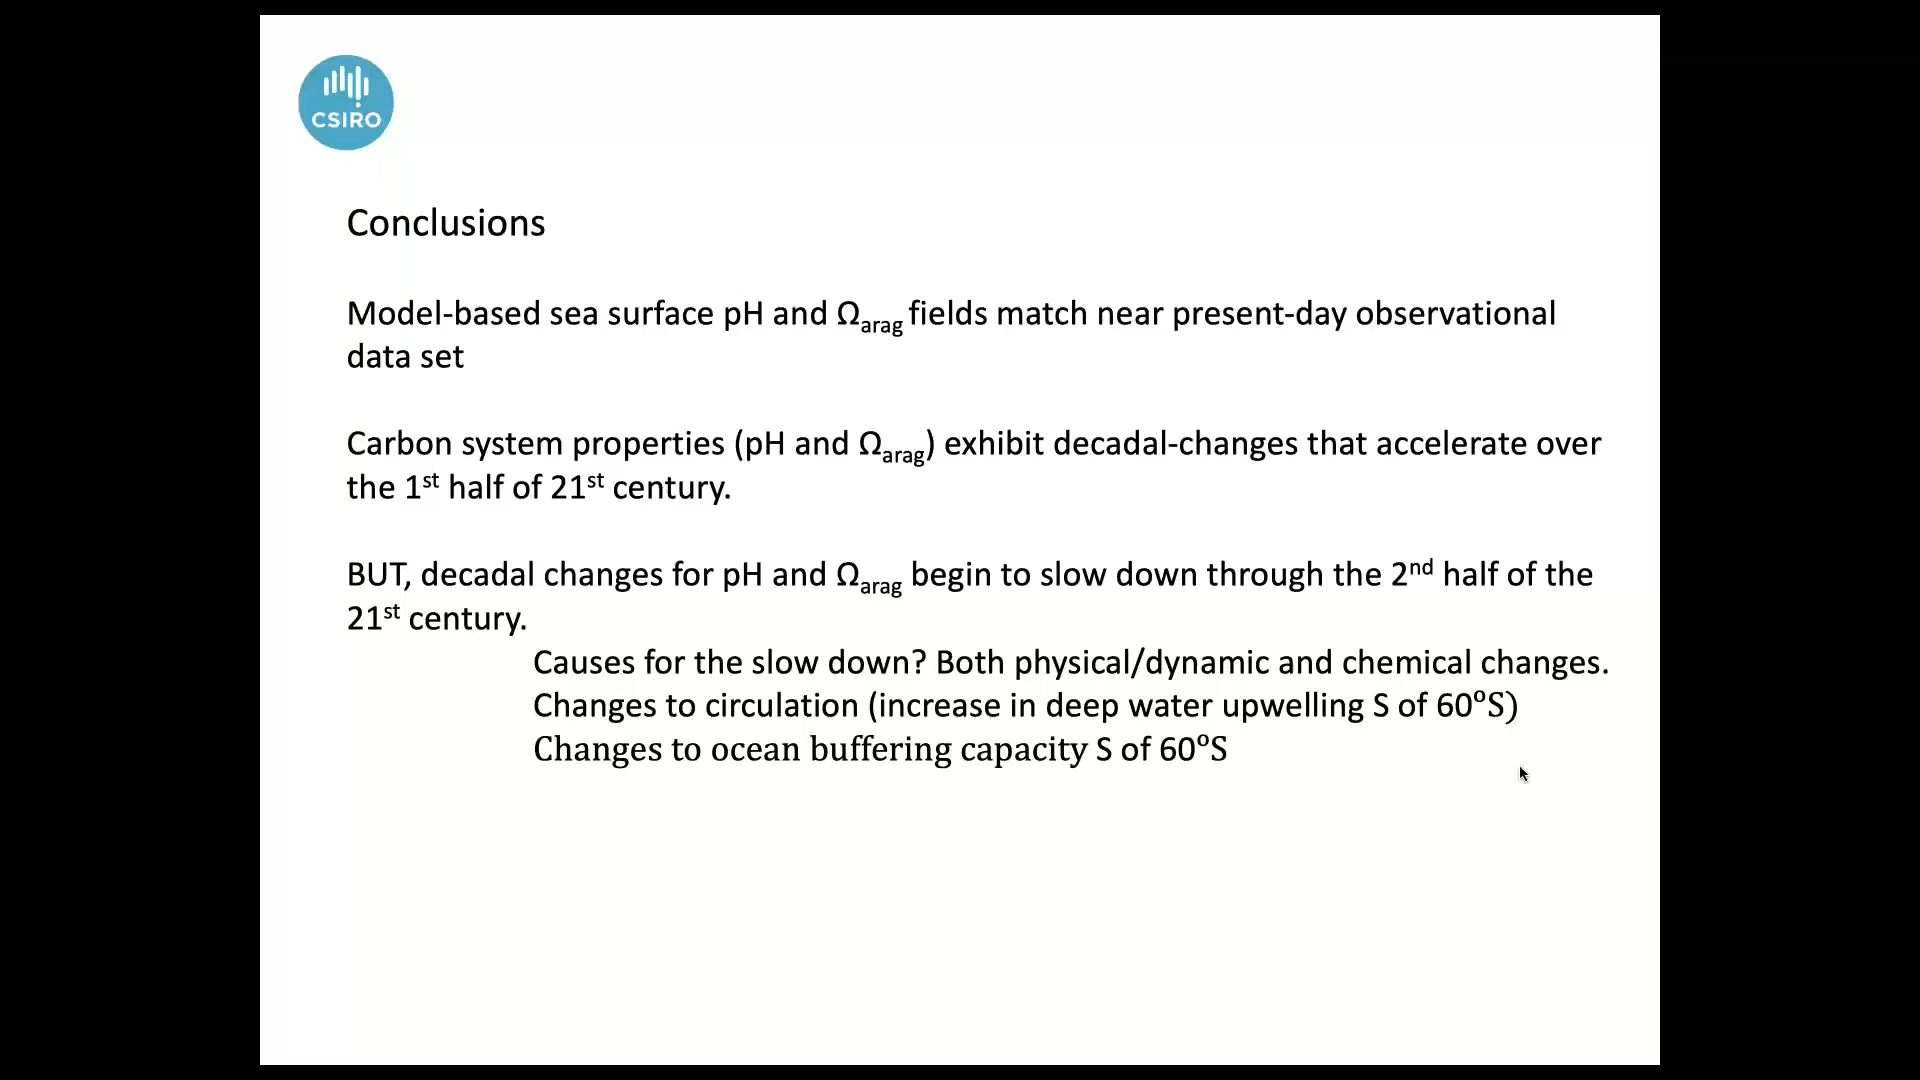 CSIRO
Conclusions
Model-based sea surface pH and Ωarag fields match near present-day observational
data set
Carbon system properties (pH and Ωarag) exhibit decadal-changes that accelerate over
the 1st half of 21st century.
BUT, decadal changes for pH and Ωarag begin to slow down through the 2nd half of the
21st century.
Causes for the slow down? Both physical/dynamic and chemical changes.
Changes to circulation (increase in deep water upwelling S of 60⁰S)
Changes to ocean buffering capacity S of 60⁰S